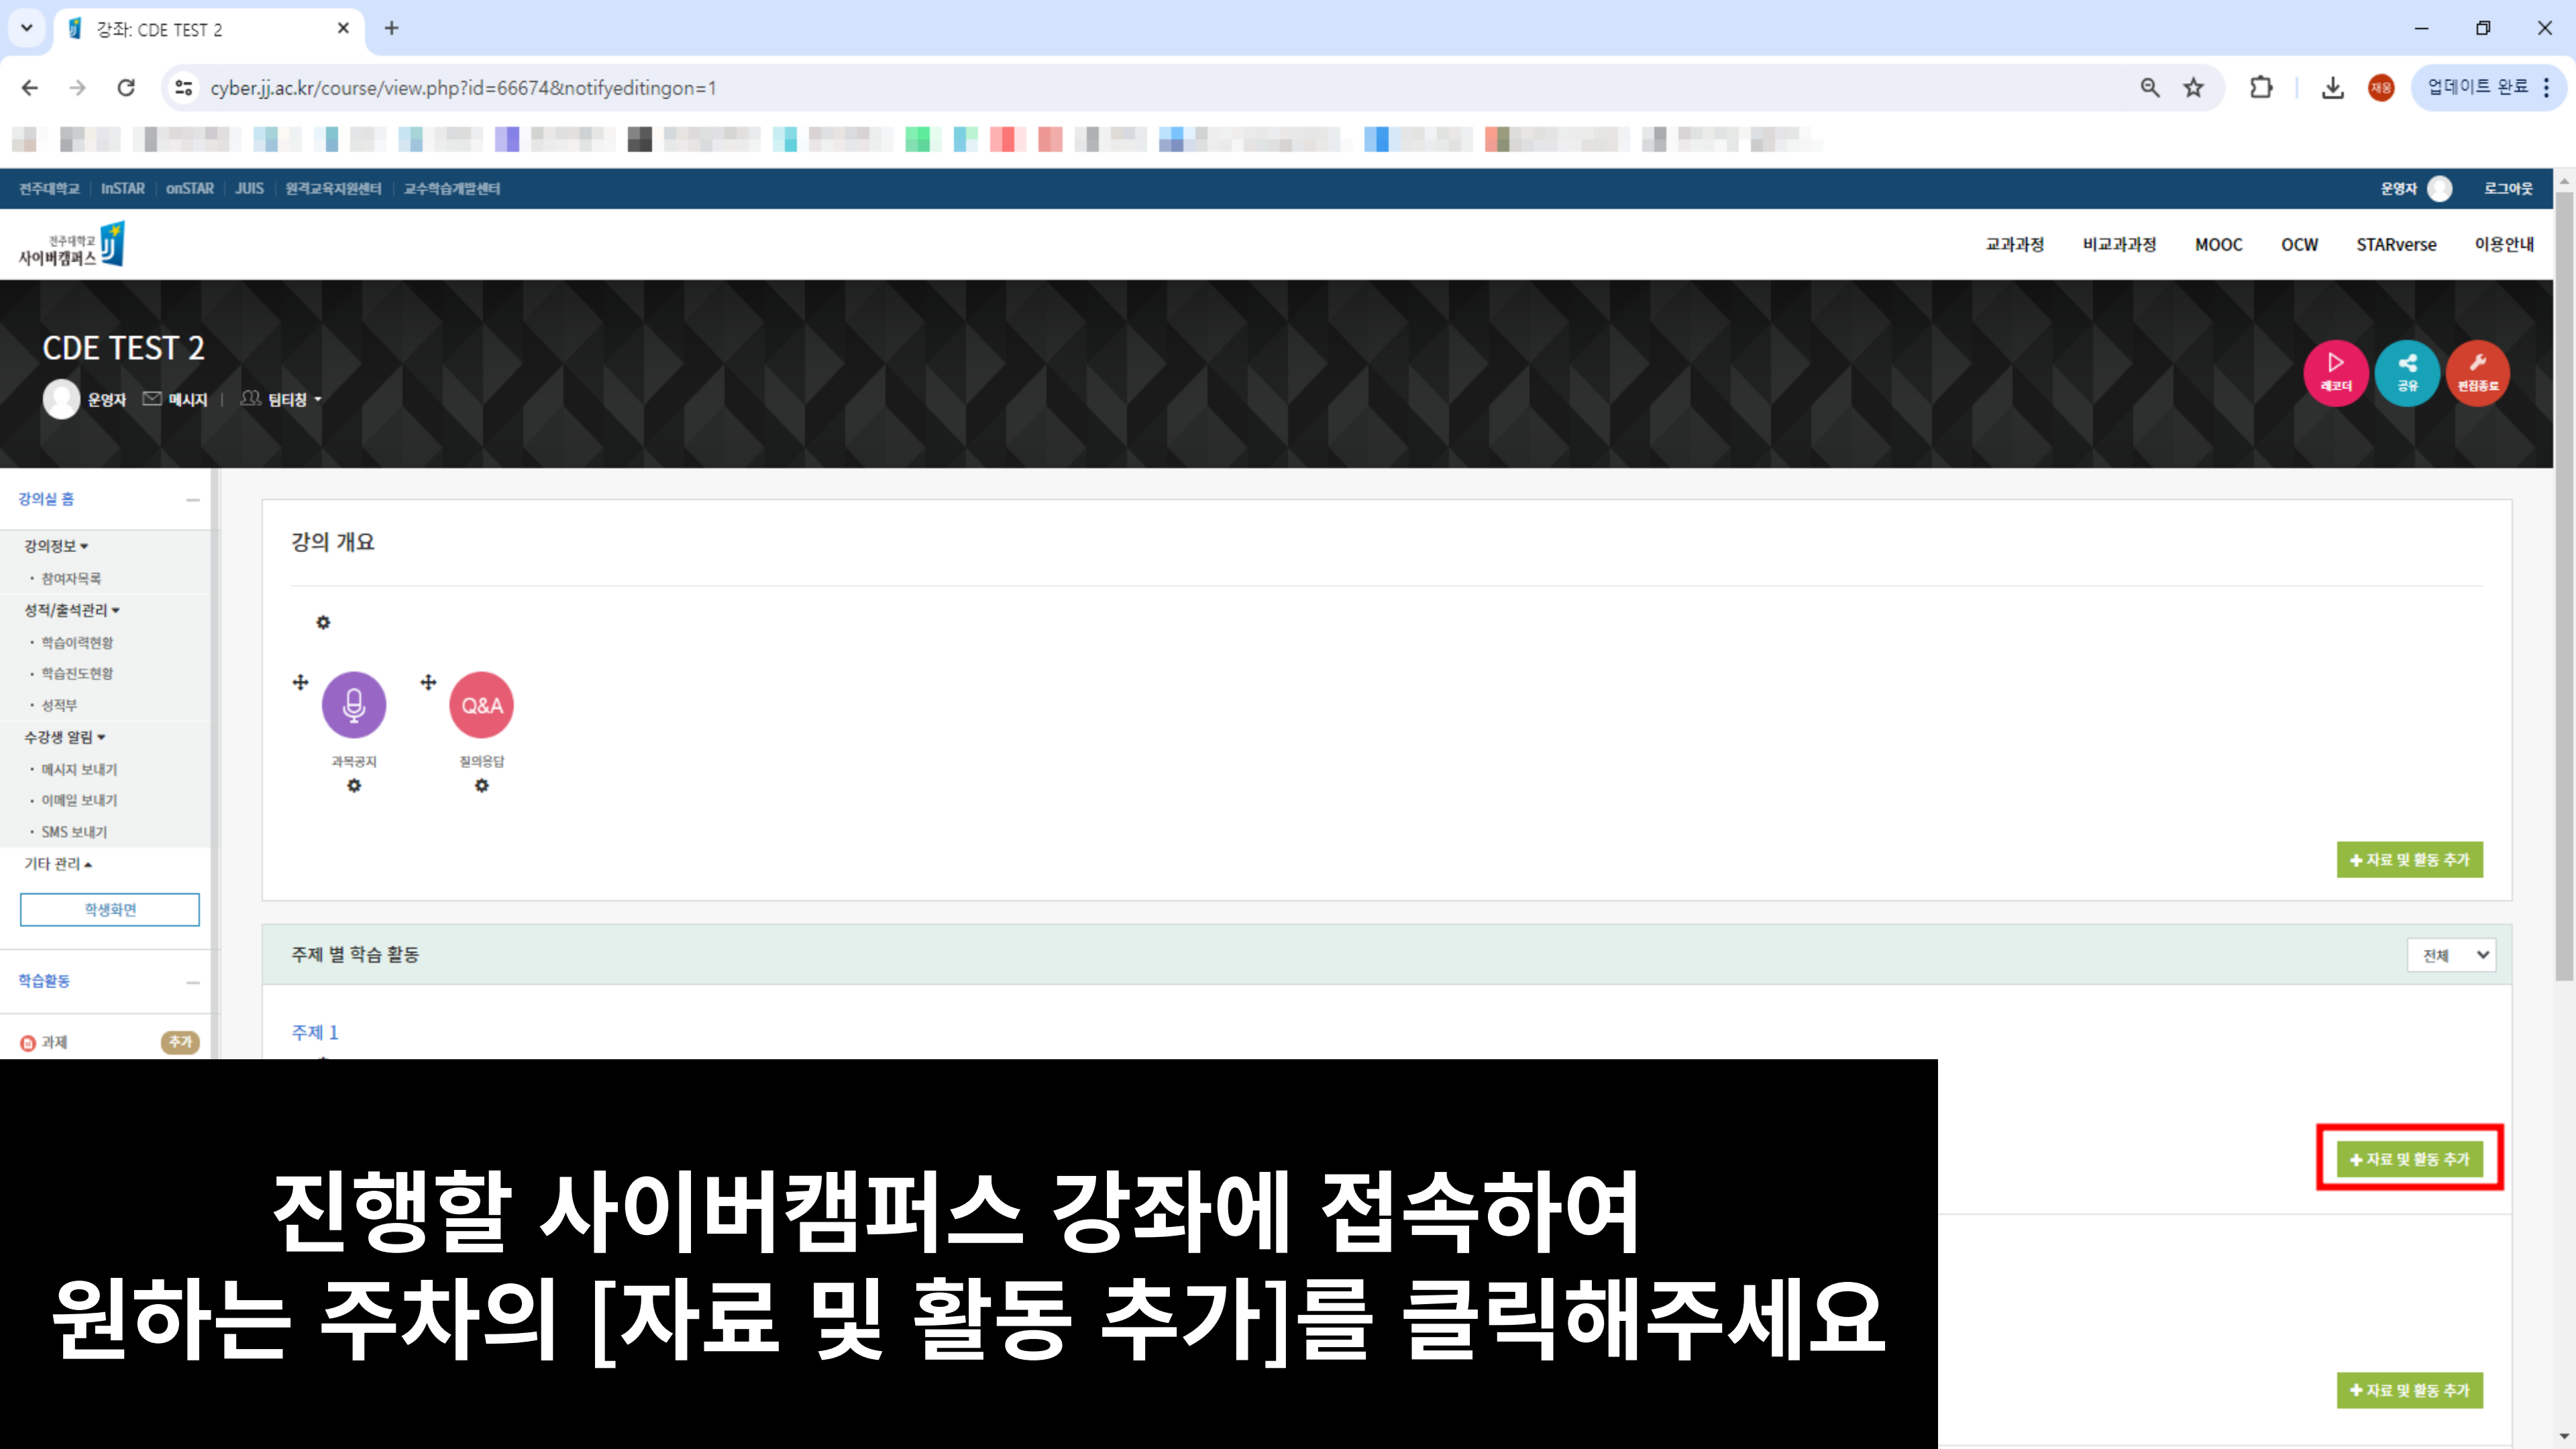 강좌: CDE TEST 2
cyber.jj.ac.kr/course/view.php?id=66674&notifyeditingon=1
재웅
업데이트 완료
전주대학교 InSTAR onSTAR JUIS 원격교육지원센터 교수학습개발센터
운영자 로그아웃
전주대학교
사이버캠퍼스
교과과정 비교과과정 MOOC OCW STARverse 이용안내
CDE TEST 2
운영자 메시지 팀티칭
레코더 공유 편집종료
강의실 홈
강의정보
참여자목록
성적/출석관리
학습이력현황
학습진도현황
성적부
수강생 알림
메시지 보내기
이메일 보내기
SMS 보내기
기타 관리
학생화면
학습활동
과제 추가
강의 개요
Q&A
과목공지 질의응답
자료 및 활동 추가
주제 별 학습 활동
전체
주제 1
자료 및 활동 추가
진행할 사이버캠퍼스 강좌에 접속하여
원하는 주차의 [자료 및 활동 추가]를 클릭해주세요
자료 및 활동 추가